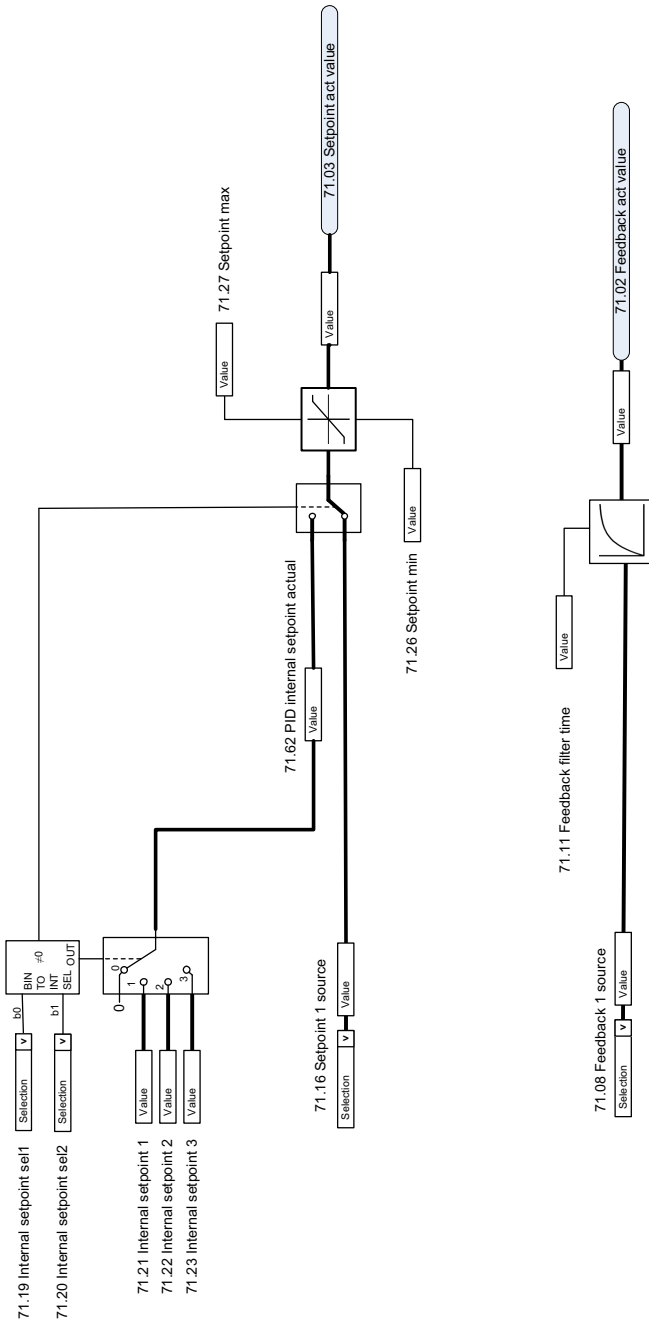 71.19 Internal setpoint sel1
Selection
v
b0
71.20 Internal setpoint sel2
Selection
v
b1
BIN
TO
INT
SEL
≠0
OUT
71.21 Internal setpoint 1
Value
71.22 Internal setpoint 2
Value
71.23 Internal setpoint 3
Value
0
0
1
2
3
71.62 PID internal setpoint actual
Value
71.16 Setpoint 1 source
Selection
v
Value
71.27 Setpoint max
Value
71.26 Setpoint min
Value
Value
71.03 Setpoint act value
71.11 Feedback filter time
Value
71.08 Feedback 1 source
Selection
v
Value
Value
71.02 Feedback act value